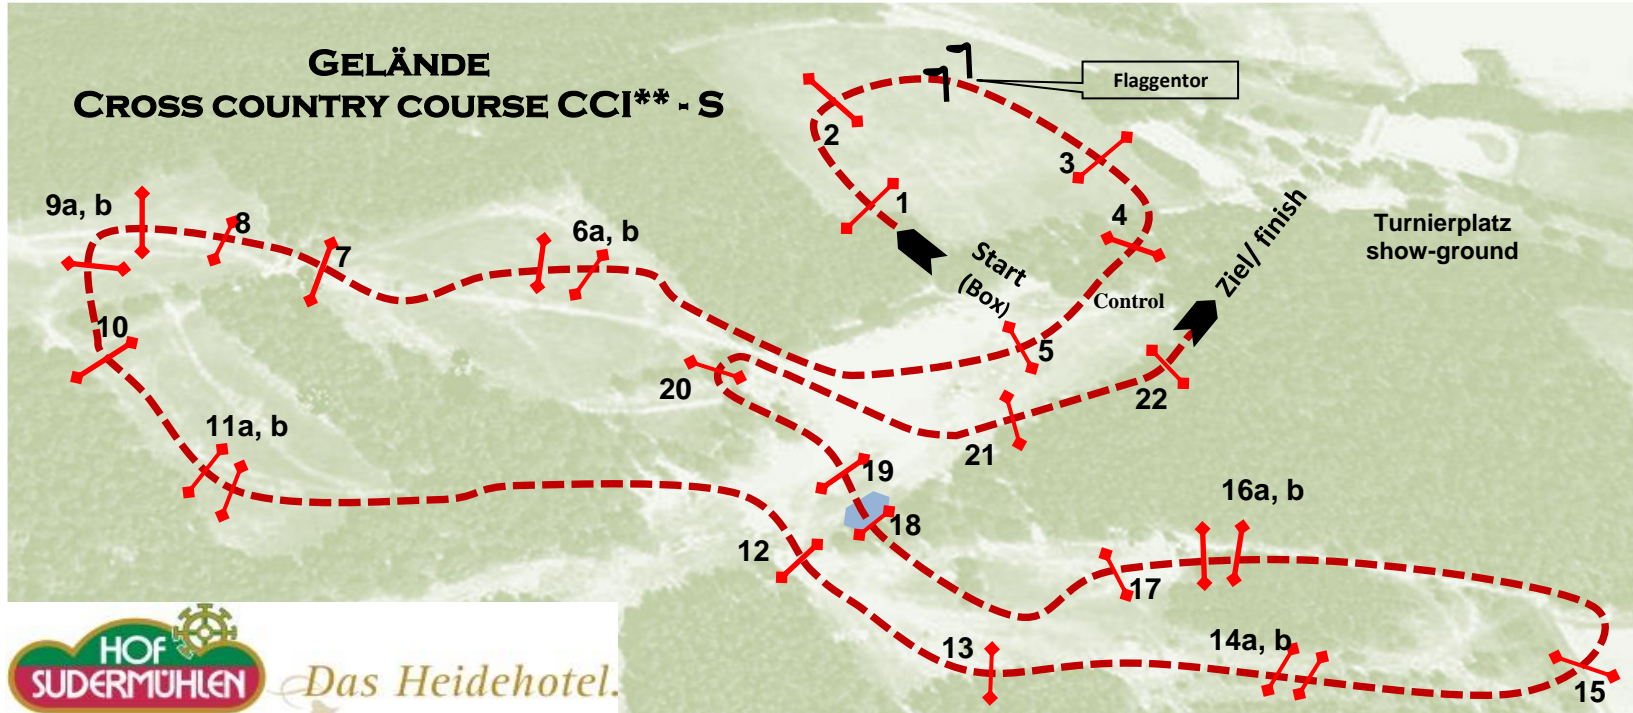 GELÄNDE
CROSS COUNTRY COURSE CCI** - S
Flaggentor
2
3
1
4
9a, b
8
6a, b
7
Turnierplatz
show-ground
Start
(Box)
Ziel/ finish
Control
10
5
20
22
11a, b
21
19
16a, b
18
12
17
13
14a, b
15
HOF
SUDERMÜHLEN
Das Heidehotel.